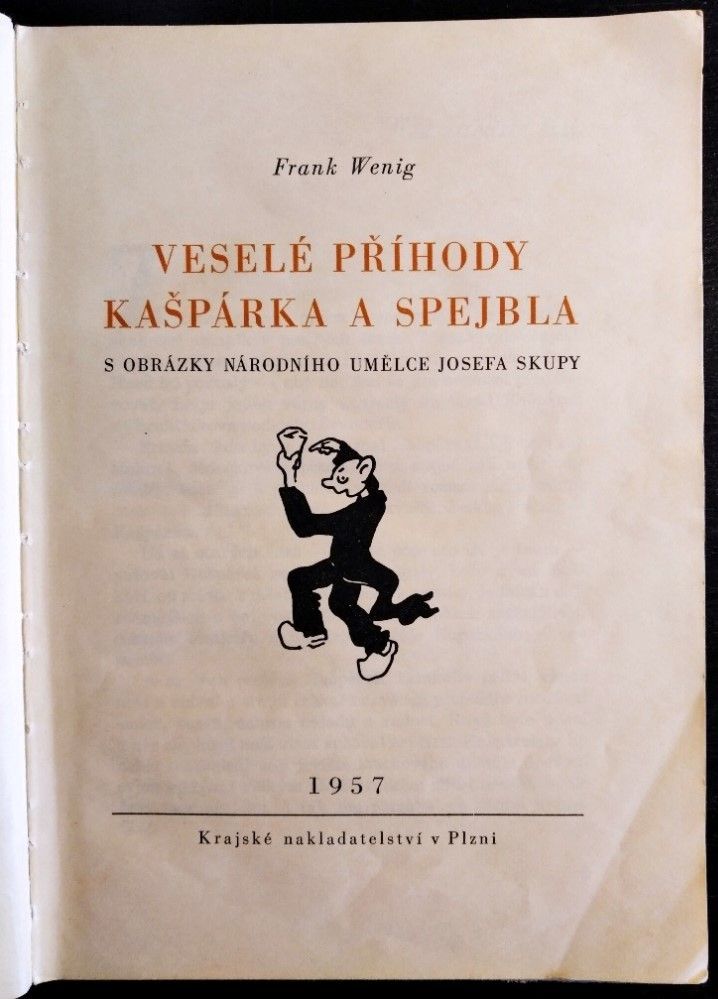 Frank Wenig
VESELÉ PŘÍHODY
KAŠPÁRKA A SPEJBLA
S OBRÁZKY NÁRODNÍHO UMĚLCE JOSEFA SKUPY
1957
Krajské nakladatelství v Plzni